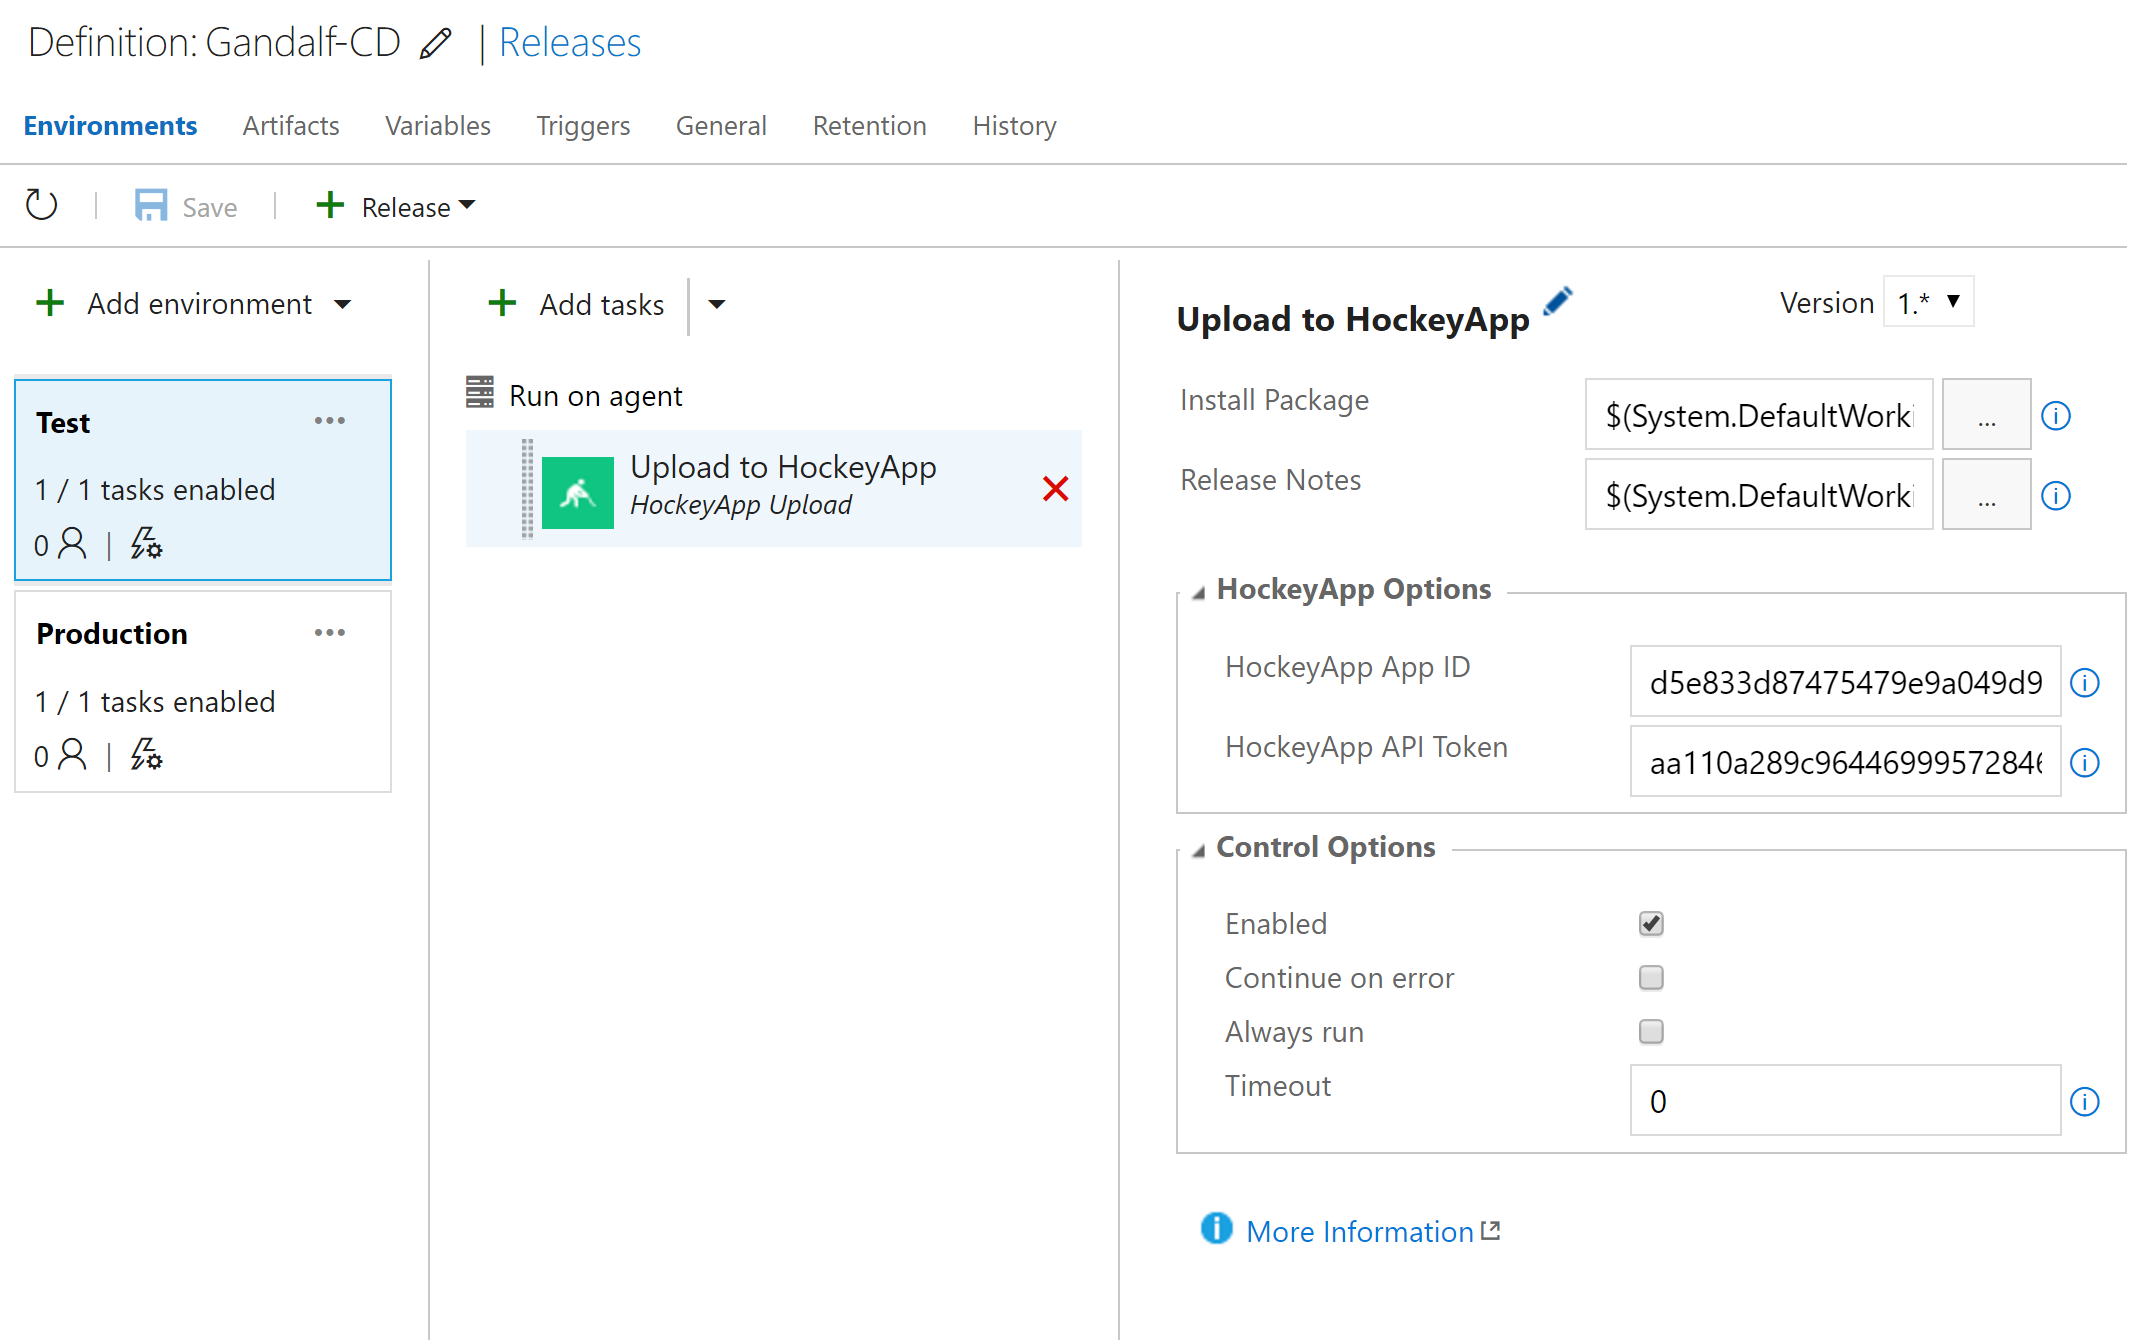 Definition: Gandalf-CD | Releases
Environments Artifacts Variables Triggers General Retention History
Save Release
Add environment
Test ...
1 / 1 tasks enabled
0 |
Production ...
1 / 1 tasks enabled
0 |
Add tasks
Run on agent
Upload to HockeyApp
HockeyApp Upload
Upload to HockeyApp
Version 1.*
Install Package $(System.DefaultWorki ...
Release Notes $(System.DefaultWorki ...
HockeyApp Options
HockeyApp App ID d5e833d87475479e9a049d9
HockeyApp API Token aa110a289c96446999572846
Control Options
Enabled
Continue on error
Always run
Timeout 0
More Information